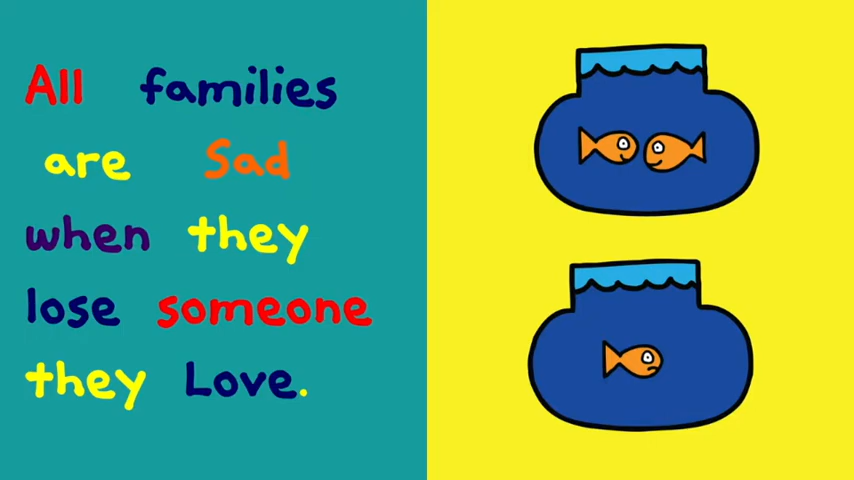 All families
are Sad
when they
lose someone
they Love.